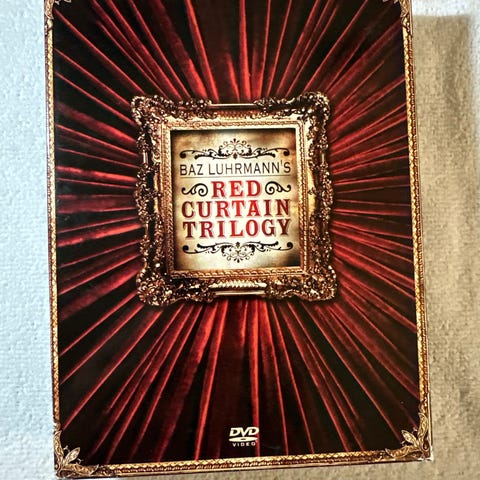 BAZ LUHRMANN'S
RED
CURTAIN
TRILOGY
DVD
VIDEO